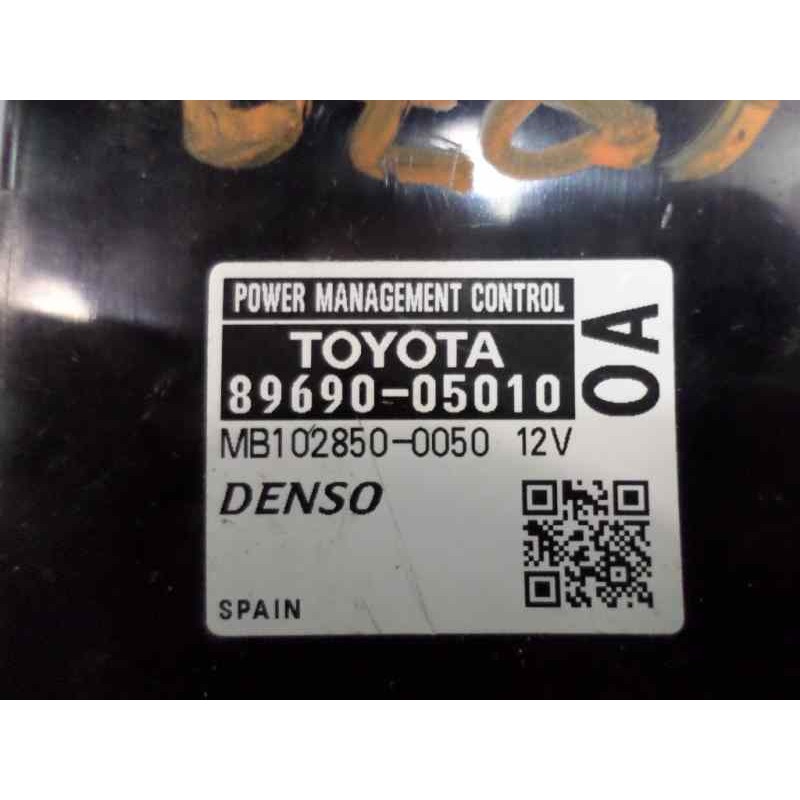 POWER MANAGEMENT CONTROL
TOYOTA
89690-05010
0A
MB102850-0050 12V
DENSO
SPAIN